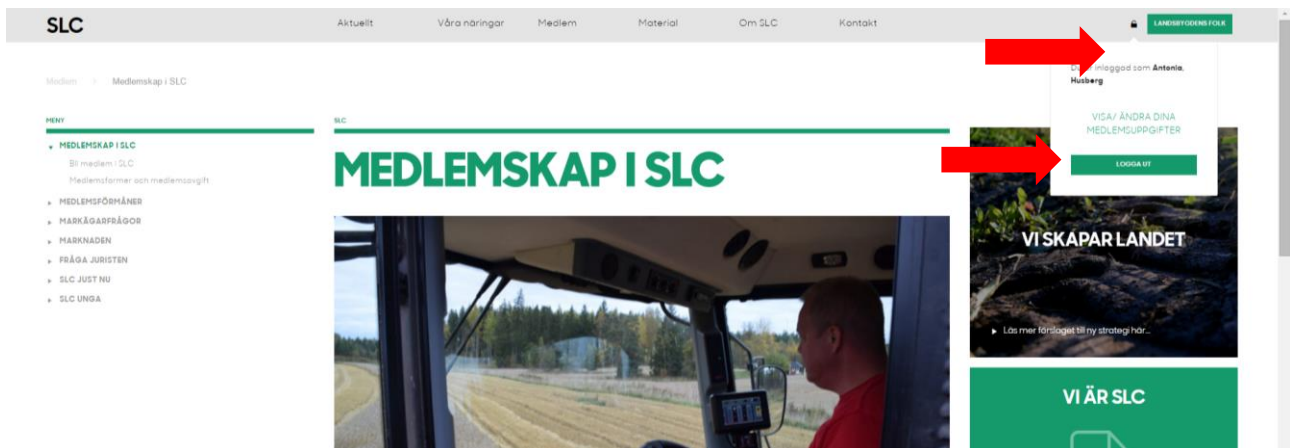 SLC
Aktuellt Våra näringar Medlem Material Om SLC Kontakt
LANDSBYGDENS FOLK
Medlem > Medlemskap i SLC
inloggad som Antonia,
Husberg
VISA/ ÄNDRA DINA
MEDLEMSUPPGIFTER
LOGGA UT
MENY
MEDLEMSKAP I SLC
Bli medlem i SLC
Medlemsformer och medlemsavgift
MEDLEMSFÖRMÅNER
MARKÄGARFRÅGOR
MARKNADEN
FRÅGA JURISTEN
SLC JUST NU
SLC UNGA
SLC
MEDLEMSKAP I SLC
VI SKAPAR LANDET
Läs mer förslaget till ny strategi här...
VI ÄR SLC